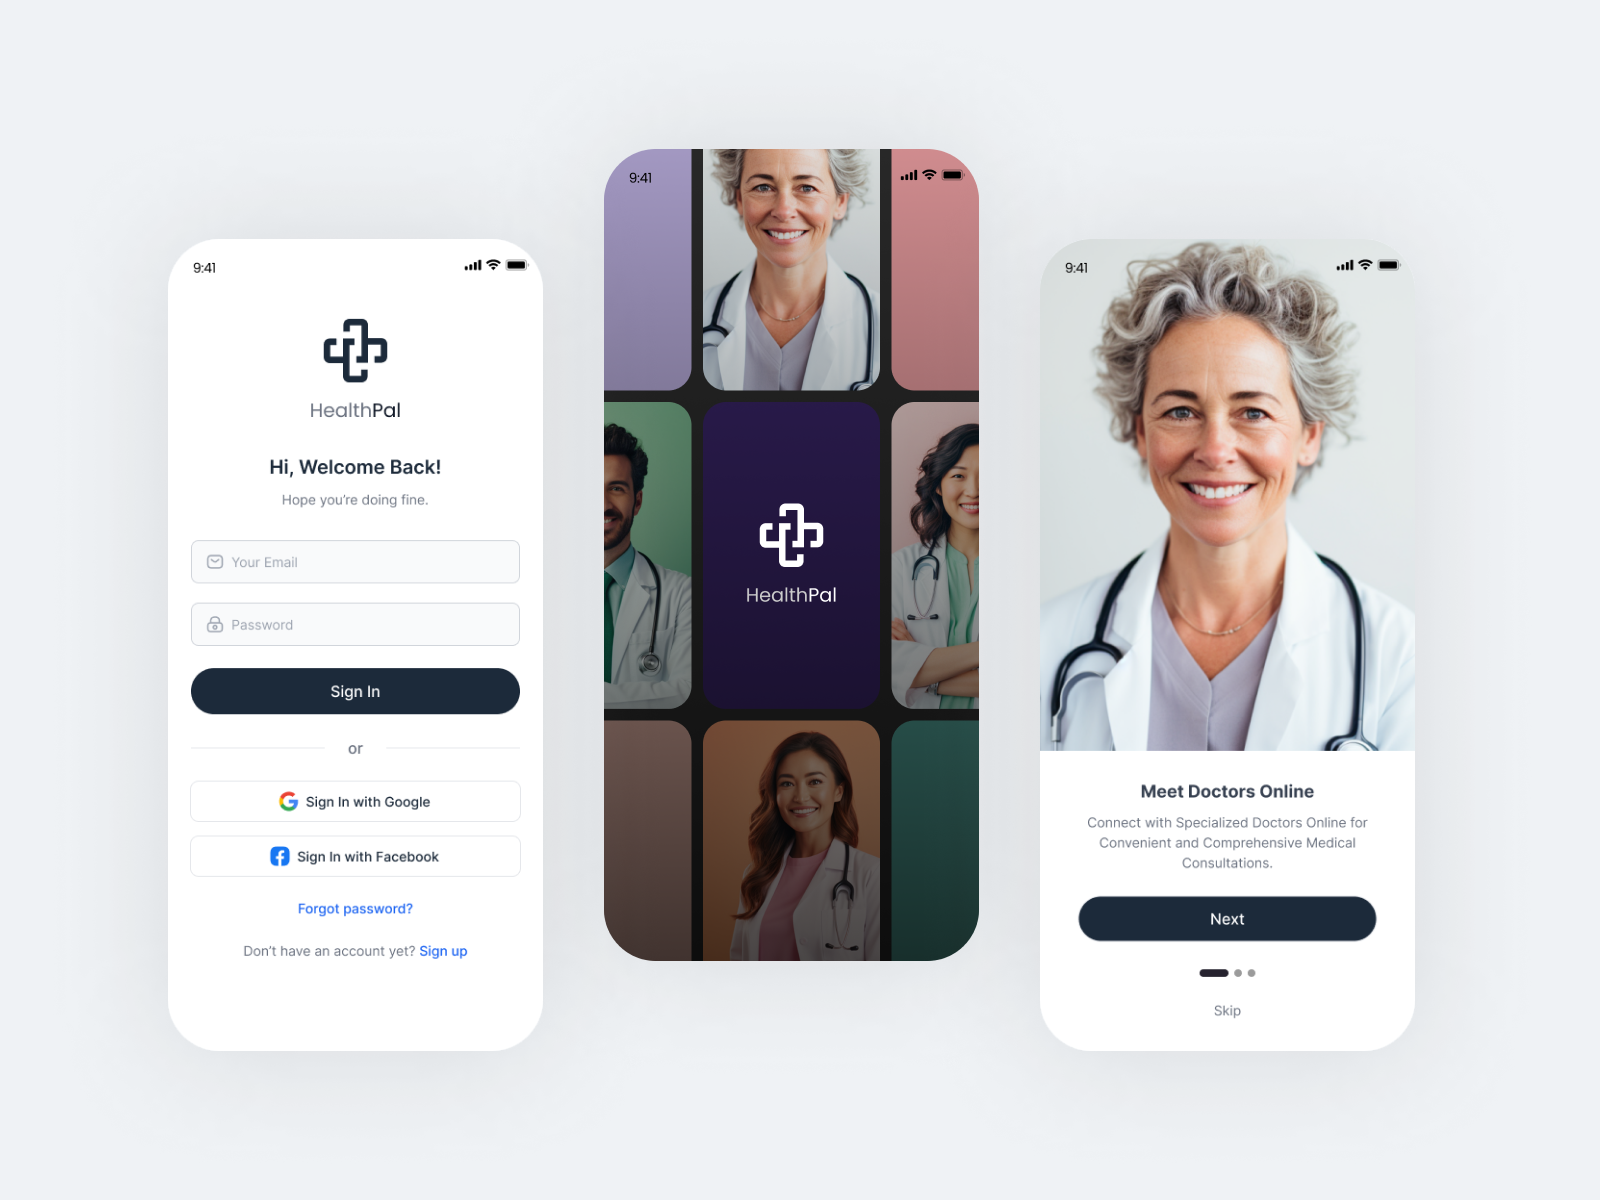 9:41
HealthPal
Hi, Welcome Back!
Hope you're doing fine.
Your Email
Password
Sign In
or
Sign In with Google
Sign In with Facebook
Forgot password?
Don't have an account yet? Sign up
9:41
HealthPal
9:41
Meet Doctors Online
Connect with Specialized Doctors Online for
Convenient and Comprehensive Medical
Consultations.
Next
Skip